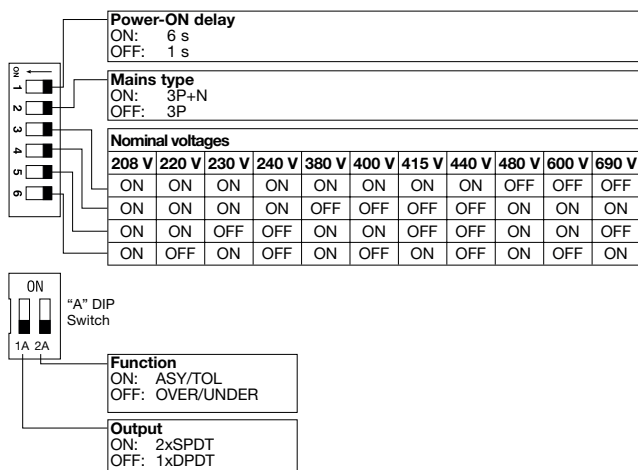 Power-ON delay
ON: 6 s
OFF: 1 s
ON
1
2
3
4
5
6
Mains type
ON: 3P+N
OFF: 3P
Nominal voltages
208 V 220 V 230 V 240 V 380 V 400 V 415 V 440 V 480 V 600 V 690 V
ON ON ON ON ON ON ON ON OFF OFF OFF
ON ON ON ON OFF OFF OFF OFF ON ON ON
ON ON OFF OFF ON ON OFF OFF ON ON OFF
ON OFF ON OFF ON OFF ON OFF ON OFF ON
ON
"A" DIP
Switch
1A 2A
Function
ON: ASY/TOL
OFF: OVER/UNDER
Output
ON: 2xSPDT
OFF: 1xDPDT